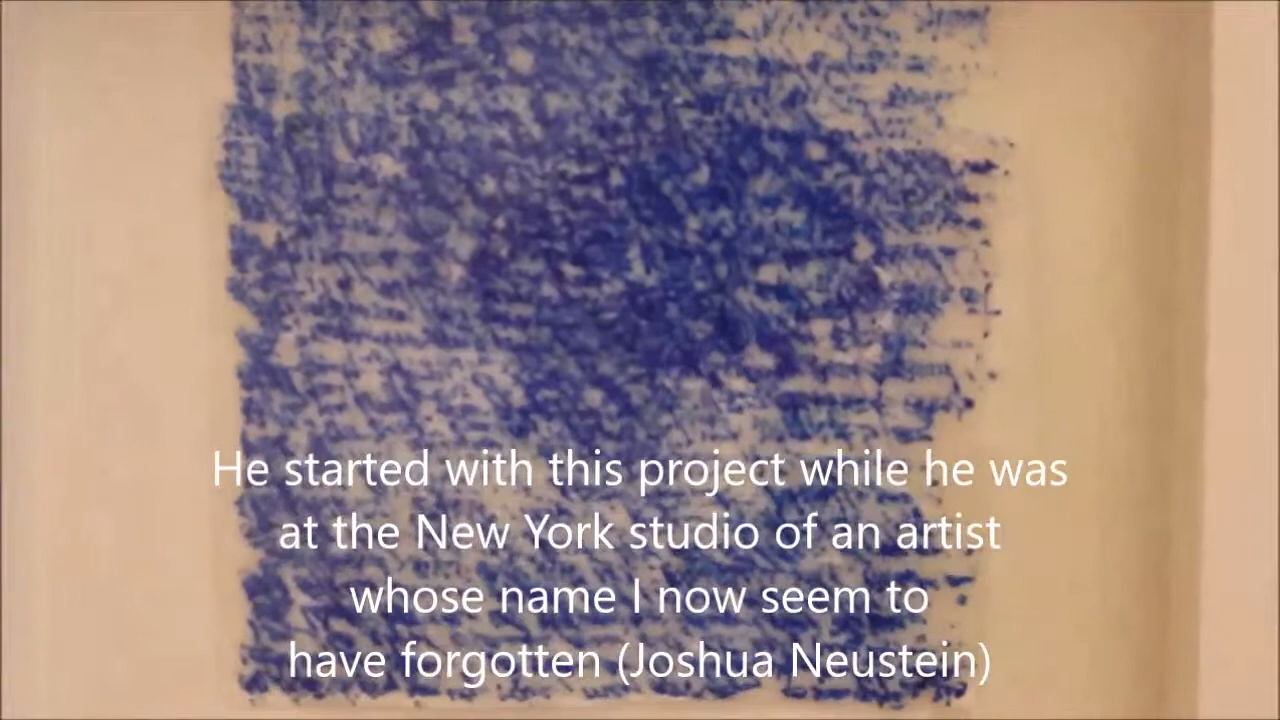 He started with this project while he was
at the New York studio of an artist
whose name I now seem to
have forgotten (Joshua Neustein)